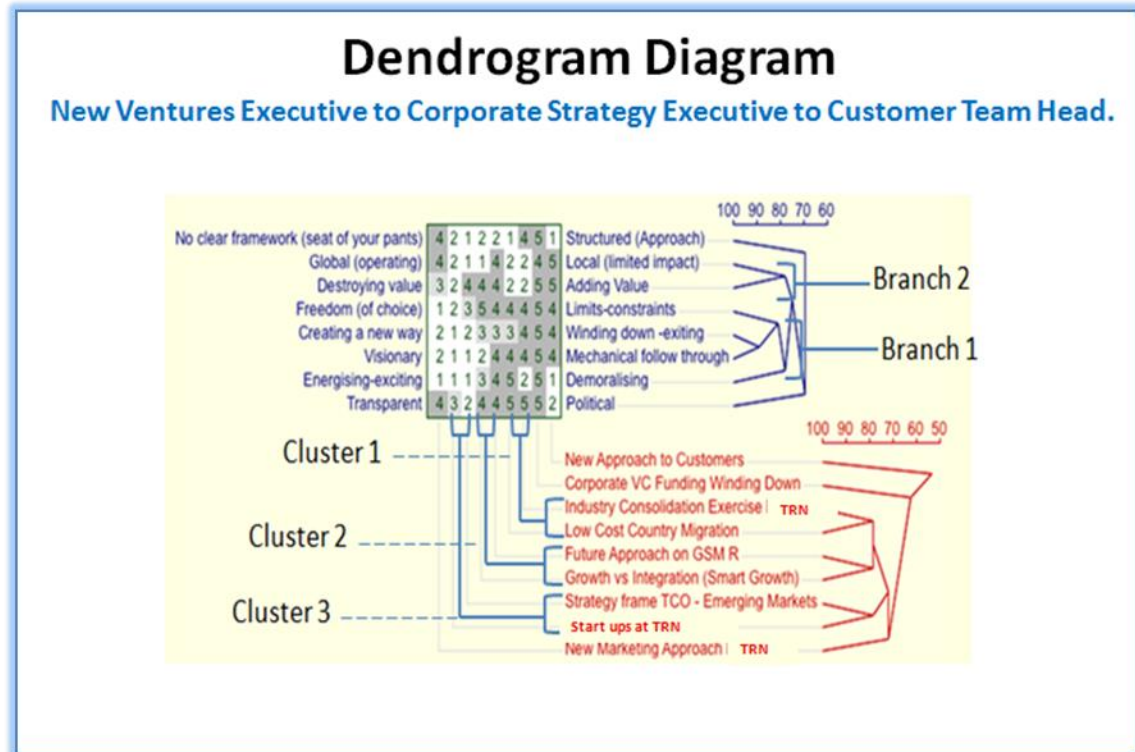 Dendrogram Diagram
New Ventures Executive to Corporate Strategy Executive to Customer Team Head.
100 90 80 70 60
No clear framework (seat of your pants) 4 2 1 2 2 1 4 5 1 Structured (Approach)
Global (operating) 4 2 1 1 4 2 2 4 5 Local (limited impact)
Destroying value 3 2 4 4 4 2 2 5 5 Adding Value
Freedom (of choice) 1 2 3 5 4 4 4 5 4 Limits-constraints
Creating a new way 2 1 2 3 3 3 4 5 4 Winding down -exiting
Visionary 2 1 1 2 4 4 4 5 4 Mechanical follow through
Energising-exciting 1 1 1 3 4 5 2 5 1 Demoralising
Transparent 4 3 2 4 4 5 5 5 2 Political
Branch 2
Branch 1
100 90 80 70 60 50
Cluster 1
Cluster 2
Cluster 3
New Approach to Customers
Corporate VC Funding Winding Down
Industry Consolidation Exercise TRN
Low Cost Country Migration
Future Approach on GSM R
Growth vs Integration (Smart Growth)
Strategy frame TCO - Emerging Markets
Start ups at TRN
New Marketing Approach TRN